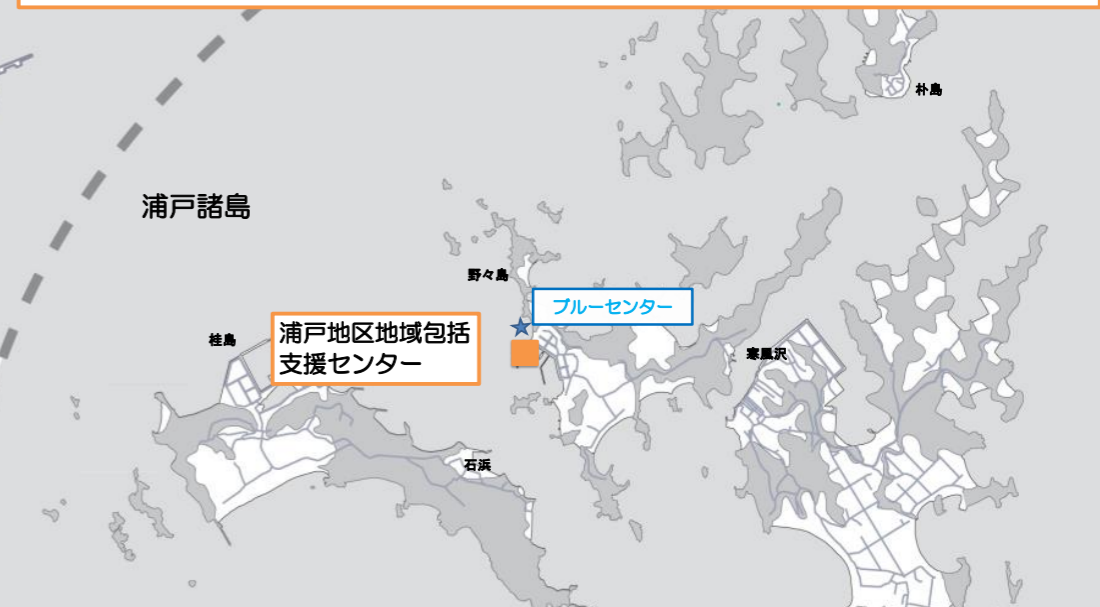 朴島
浦戸諸島
野々島
ブルーセンター
桂島
浦戸地区地域包括
支援センター
寒風沢
石浜